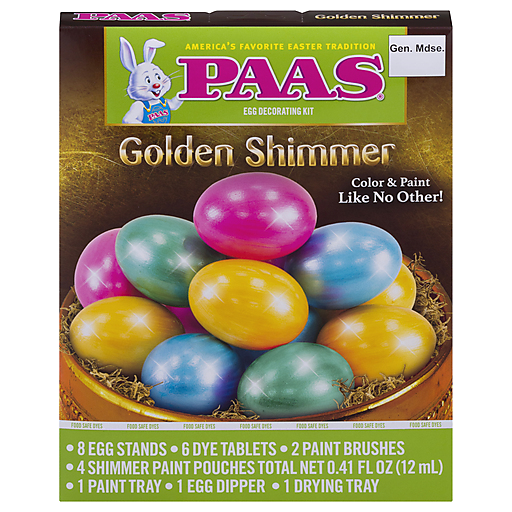 Golden Shimmer
AMERICA'S FAVORITE EASTER TRADITION
Gen. Mdse.
PAAS®
PAAS
EGG DECORATING KIT
Golden Shimmer
Color & Paint
Like No Other!
FOOD SAFE DYES FOOD SAFE DYES FOOD SAFE DYES FOOD SAFE DYES FOOD SAFE DYES FOOD SAFE DYES FOOD SAFE DYES
• 8 EGG STANDS • 6 DYE TABLETS • 2 PAINT BRUSHES
• 4 SHIMMER PAINT POUCHES TOTAL NET 0.41 FL OZ (12 mL)
• 1 PAINT TRAY • 1 EGG DIPPER • 1 DRYING TRAY